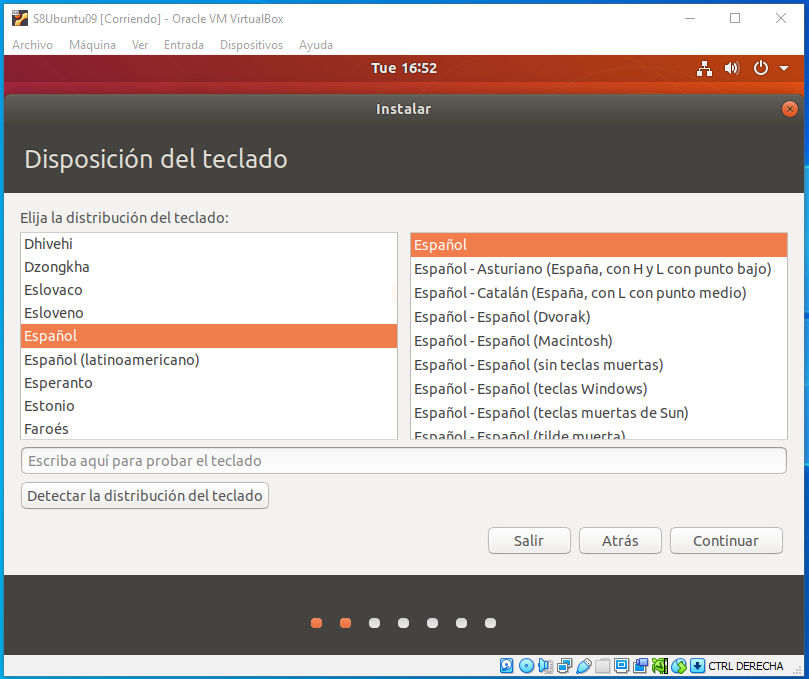 S8Ubuntu09 [Corriendo] - Oracle VM VirtualBox
Archivo Máquina Ver Entrada Dispositivos Ayuda
Tue 16:52
Instalar
Disposición del teclado
Elija la distribución del teclado:
Dhivehi
Dzongkha
Eslovaco
Esloveno
Español
Español (latinoamericano)
Esperanto
Estonio
Faroés
Español
Español - Asturiano (España, con H y L con punto bajo)
Español - Catalán (España, con L con punto medio)
Español - Español (Dvorak)
Español - Español (Macintosh)
Español - Español (sin teclas muertas)
Español - Español (teclas Windows)
Español - Español (teclas muertas de Sun)
Español - Español (tilde muerta)
Escriba aquí para probar el teclado
Detectar la distribución del teclado
Salir Atrás Continuar
CTRL DERECHA